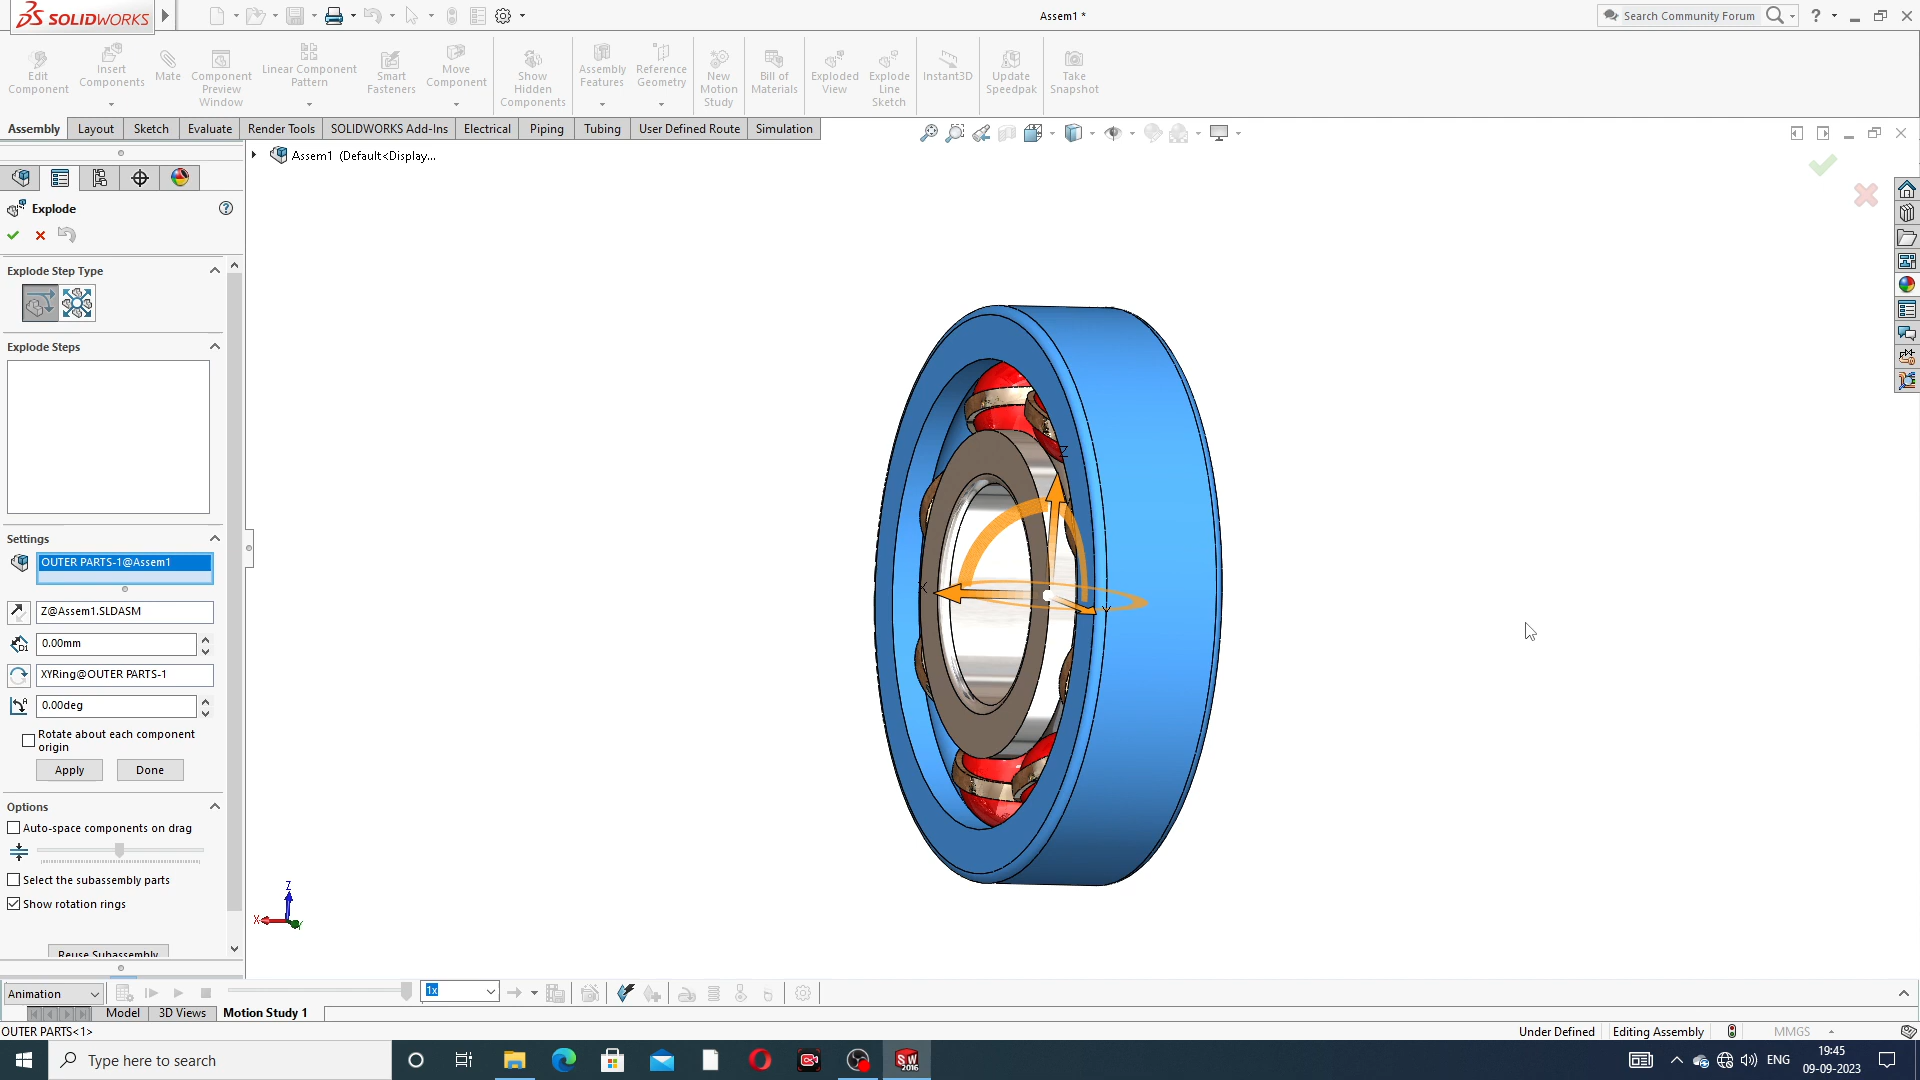 SOLIDWORKS
Assem1 *
Search Community Forum
?
Edit Component
Insert Components
Mate
Component Preview Window
Linear Component Pattern
Smart Fasteners
Move Component
Show Hidden Components
Assembly Features
Reference Geometry
New Motion Study
Bill of Materials
Exploded View
Explode Line Sketch
Instant3D
Update Speedpak
Take Snapshot
Assembly Layout Sketch Evaluate Render Tools SOLIDWORKS Add-Ins Electrical Piping Tubing User Defined Route Simulation
Assem1 (Default<Display...
Explode
Explode Step Type
Explode Steps
Settings
OUTER PARTS-1@Assem1
Z@Assem1.SLDASM
0.00mm
XYRing@OUTER PARTS-1
0.00deg
Rotate about each component
origin
Apply Done
Options
Auto-space components on drag
Select the subassembly parts
Show rotation rings
Reuse Subassembly
Z
X
Y
Z
X
Y
Animation
1x
Model 3D Views Motion Study 1
OUTER PARTS<1>
Under Defined Editing Assembly MMGS
Type here to search
SW
2016
ENG
19:45
09-09-2023